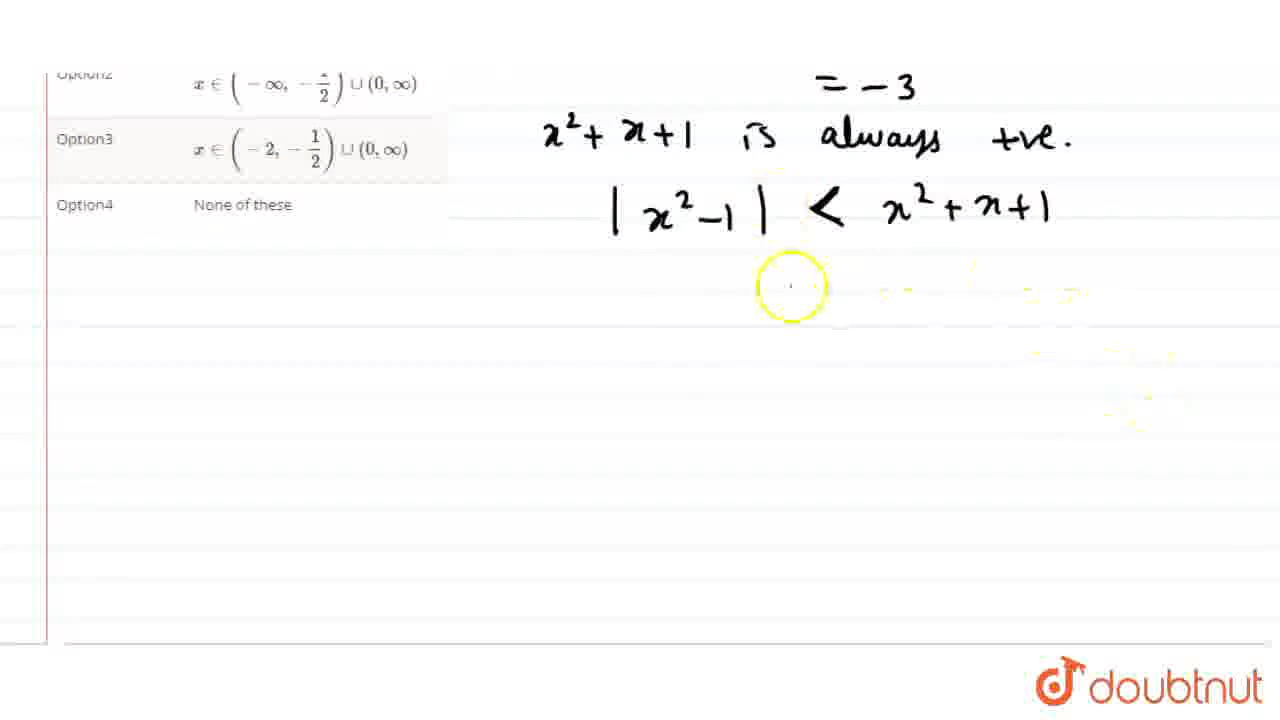 Option2 x ∈ ( − ∞, − 1/2 ) ∪ (0, ∞)
Option3 x ∈ ( − 2, − 1/2 ) ∪ (0, ∞)
Option4 None of these
= − 3
x² + x + 1 is always +ve.
| x² − 1 | < x² + x + 1
doubtnut